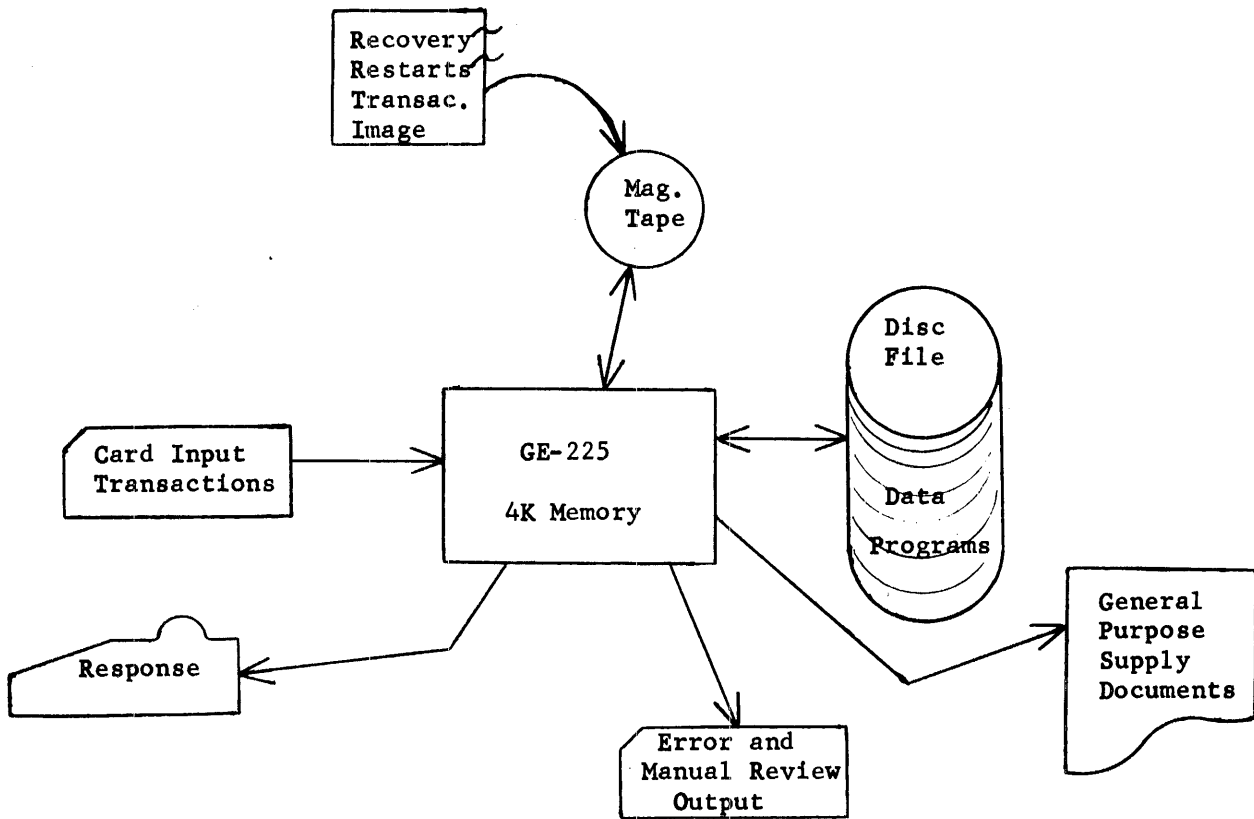 Recovery
Restarts
Transac.
Image
Mag.
Tape
Disc
File
Data
Programs
Card Input
Transactions
GE-225
4K Memory
General
Purpose
Supply
Documents
Response
Error and
Manual Review
Output